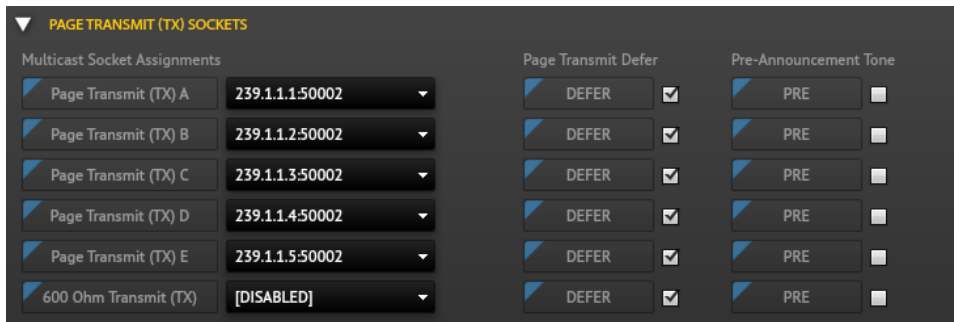 PAGE TRANSMIT (TX) SOCKETS
Multicast Socket Assignments Page Transmit Defer Pre-Announcement Tone
Page Transmit (TX) A 239.1.1.1:50002 DEFER PRE
Page Transmit (TX) B 239.1.1.2:50002 DEFER PRE
Page Transmit (TX) C 239.1.1.3:50002 DEFER PRE
Page Transmit (TX) D 239.1.1.4:50002 DEFER PRE
Page Transmit (TX) E 239.1.1.5:50002 DEFER PRE
600 Ohm Transmit (TX) [DISABLED] DEFER PRE